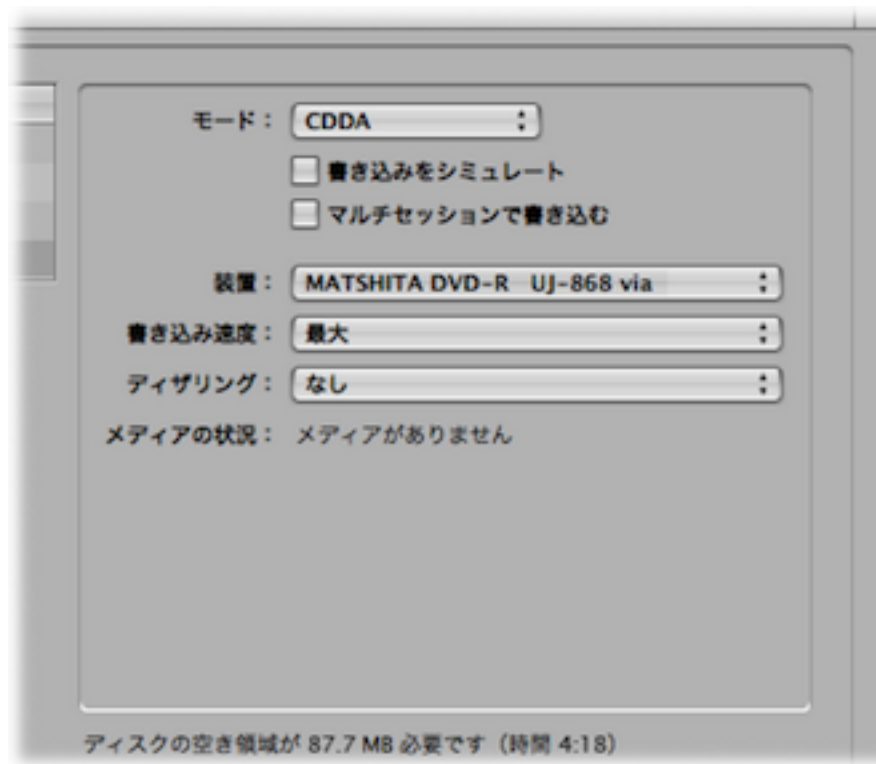 モード： CDDA
書き込みをシミュレート
マルチセッションで書き込む
装置： MATSHITA DVD-R UJ-868 via
書き込み速度： 最大
ディザリング： なし
メディアの状況： メディアがありません
ディスクの空き領域が 87.7 MB 必要です（時間 4:18）